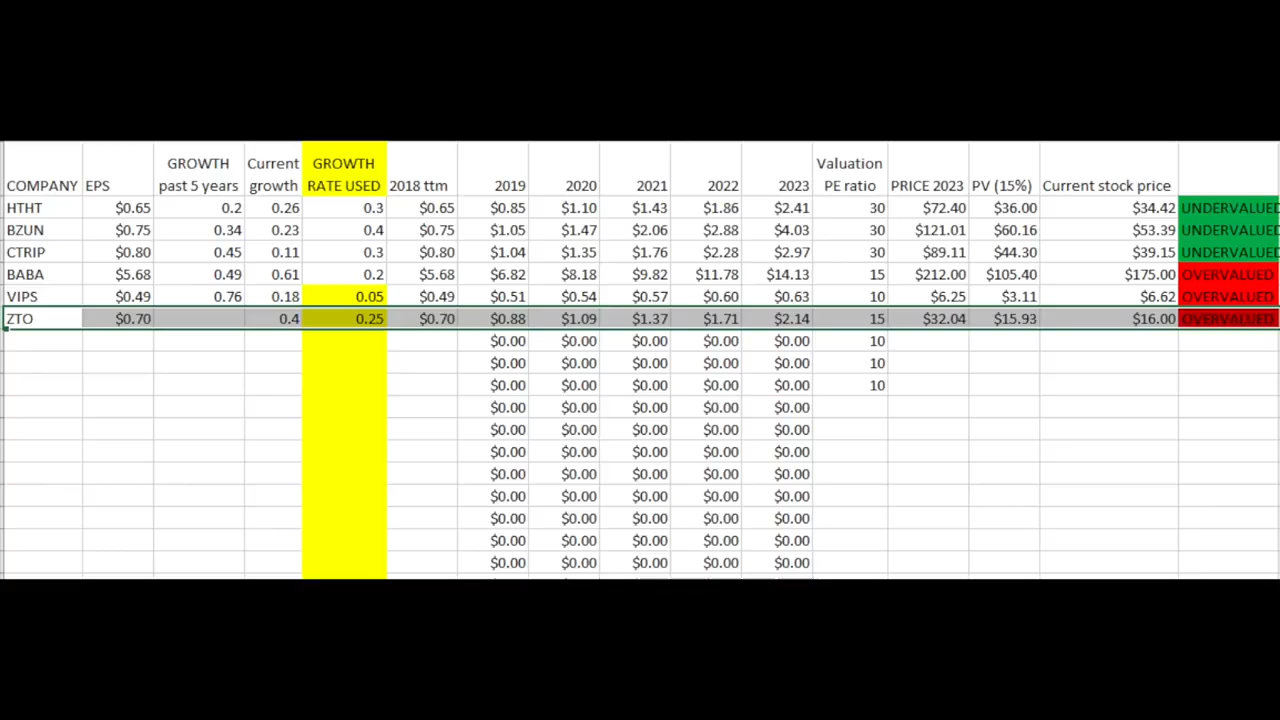 GROWTH Current GROWTH Valuation
COMPANY EPS past 5 years growth RATE USED 2018 ttm 2019 2020 2021 2022 2023 PE ratio PRICE 2023 PV (15%) Current stock price
HTHT $0.65 0.2 0.26 0.3 $0.65 $0.85 $1.10 $1.43 $1.86 $2.41 30 $72.40 $36.00 $34.42 UNDERVALUED
BZUN $0.75 0.34 0.23 0.4 $0.75 $1.05 $1.47 $2.06 $2.88 $4.03 30 $121.01 $60.16 $53.39 UNDERVALUED
CTRIP $0.80 0.45 0.11 0.3 $0.80 $1.04 $1.35 $1.76 $2.28 $2.97 30 $89.11 $44.30 $39.15 UNDERVALUED
BABA $5.68 0.49 0.61 0.2 $5.68 $6.82 $8.18 $9.82 $11.78 $14.13 15 $212.00 $105.40 $175.00 OVERVALUED
VIPS $0.49 0.76 0.18 0.05 $0.49 $0.51 $0.54 $0.57 $0.60 $0.63 10 $6.25 $3.11 $6.62 OVERVALUED
ZTO $0.70 0.4 0.25 $0.70 $0.88 $1.09 $1.37 $1.71 $2.14 15 $32.04 $15.93 $16.00 OVERVALUED
$0.00 $0.00 $0.00 $0.00 $0.00 10
$0.00 $0.00 $0.00 $0.00 $0.00 10
$0.00 $0.00 $0.00 $0.00 $0.00 10
$0.00 $0.00 $0.00 $0.00 $0.00
$0.00 $0.00 $0.00 $0.00 $0.00
$0.00 $0.00 $0.00 $0.00 $0.00
$0.00 $0.00 $0.00 $0.00 $0.00
$0.00 $0.00 $0.00 $0.00 $0.00
$0.00 $0.00 $0.00 $0.00 $0.00
$0.00 $0.00 $0.00 $0.00 $0.00
$0.00 $0.00 $0.00 $0.00 $0.00